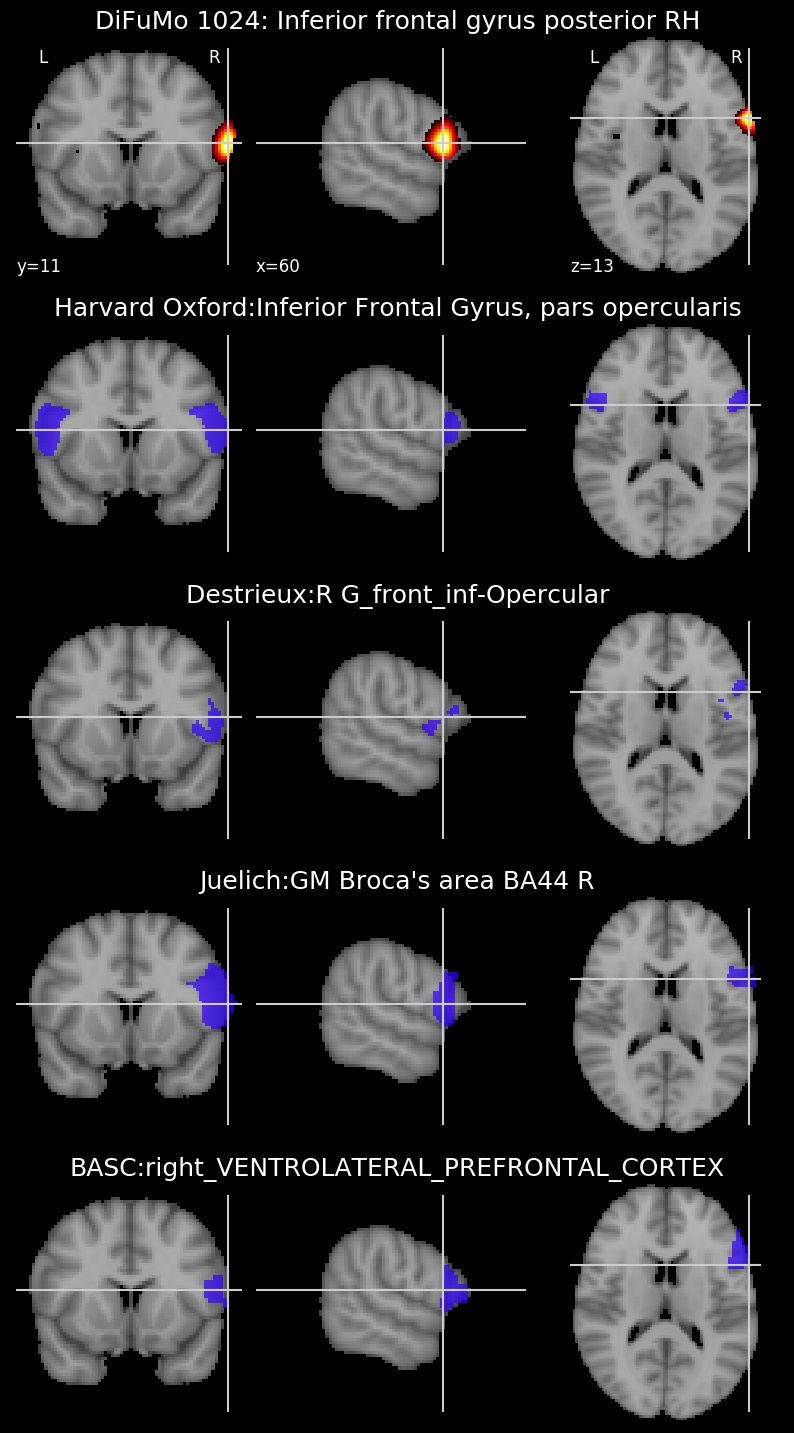 DiFuMo 1024: Inferior frontal gyrus posterior RH
L R L R
y=11 x=60 z=13
Harvard Oxford:Inferior Frontal Gyrus, pars opercularis
Destrieux:R G_front_inf-Opercular
Juelich:GM Broca's area BA44 R
BASC:right_VENTROLATERAL_PREFRONTAL_CORTEX